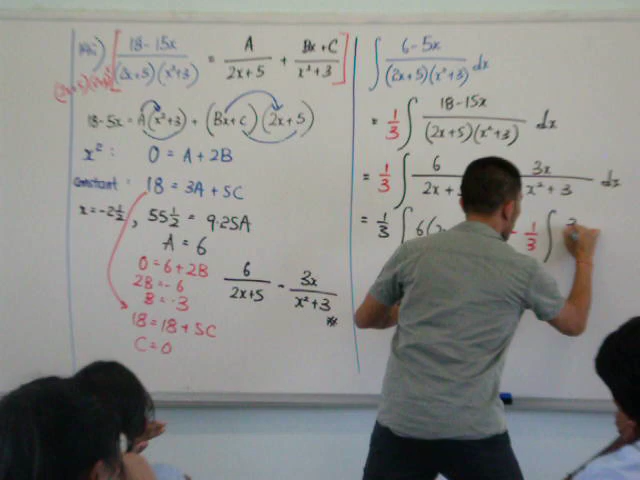 [ (18-15x)/((2x+5)(x²+3)) = A/(2x+5) + (Bx+C)/(x²+3) ]
18-5x = A(x²+3) + (Bx+C)(2x+5)
x² : 0 = A+2B
Constant : 18 = 3A+5C
x=-2½, 55½ = 9.25A
A = 6
0=6+2B
2B=-6
B=-3
18=18+5C
C=0
6/(2x+5) - 3x/(x²+3)
∫ (6-5x)/((2x+5)(x²+3)) dx
= 1/3 ∫ (18-15x)/((2x+5)(x²+3)) dx
= 1/3 ∫ 6/(2x+ 3x/(x²+3) dx
= 1/3 ∫ 6( - 1/3 ∫